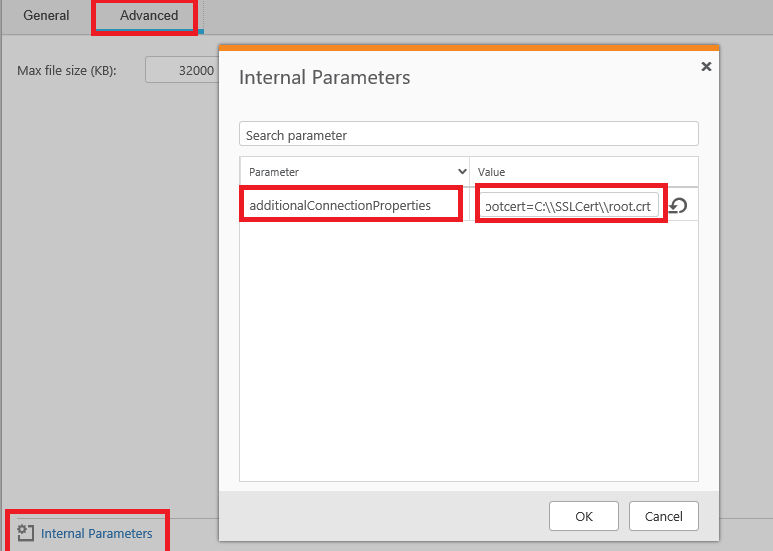 General
Advanced
Max file size (KB):
32000
Internal Parameters
Search parameter
Parameter
Value
additionalConnectionProperties
ootcert=C:\\SSLCert\\root.crt
OK
Cancel
Internal Parameters